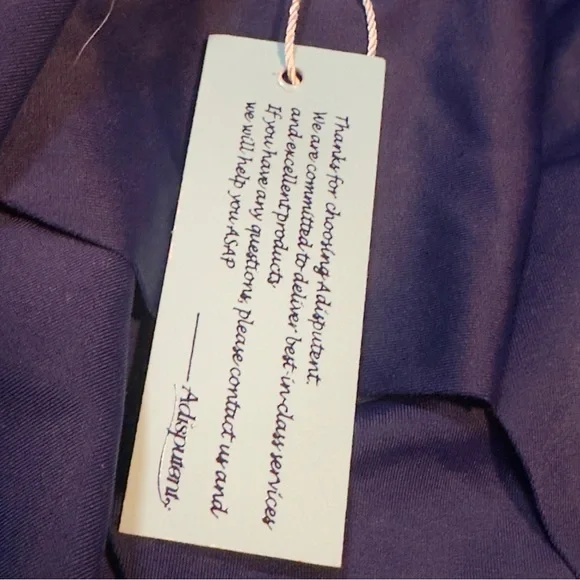 Thanks for choosing Adisputent.
We are committed to deliver best-in-class services
and excellent products.
If you have any questions, please contact us and
we will help you ASAP
—— Adisputent